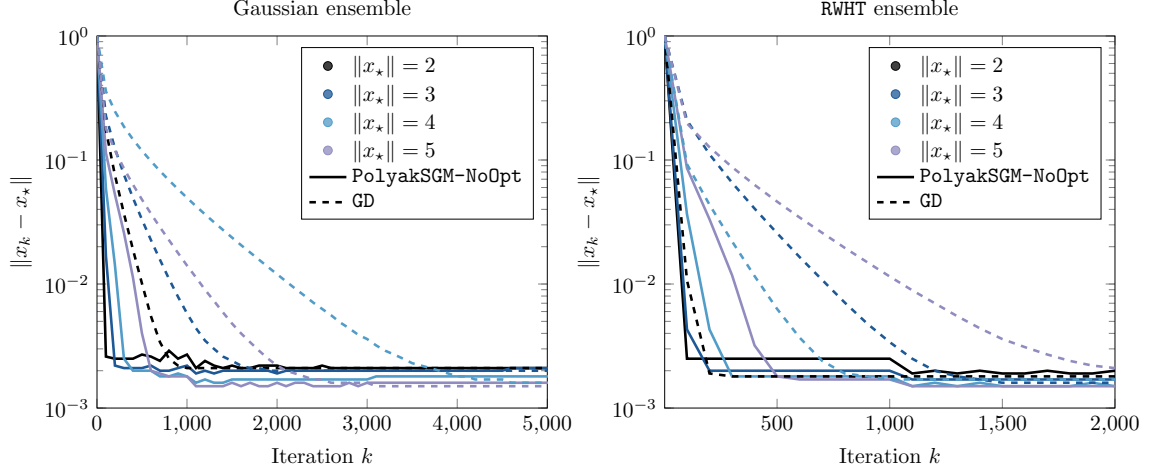 Gaussian ensemble
10^0
10^{-1}
10^{-2}
10^{-3}
0
1,000
2,000
3,000
4,000
5,000
Iteration k
‖x_k − x_⋆‖
‖x_⋆‖ = 2
‖x_⋆‖ = 3
‖x_⋆‖ = 4
‖x_⋆‖ = 5
PolyakSGM-NoOpt
GD
RWHT ensemble
10^0
10^{-1}
10^{-2}
10^{-3}
500
1,000
1,500
2,000
Iteration k
‖x_k − x_⋆‖
‖x_⋆‖ = 2
‖x_⋆‖ = 3
‖x_⋆‖ = 4
‖x_⋆‖ = 5
PolyakSGM-NoOpt
GD